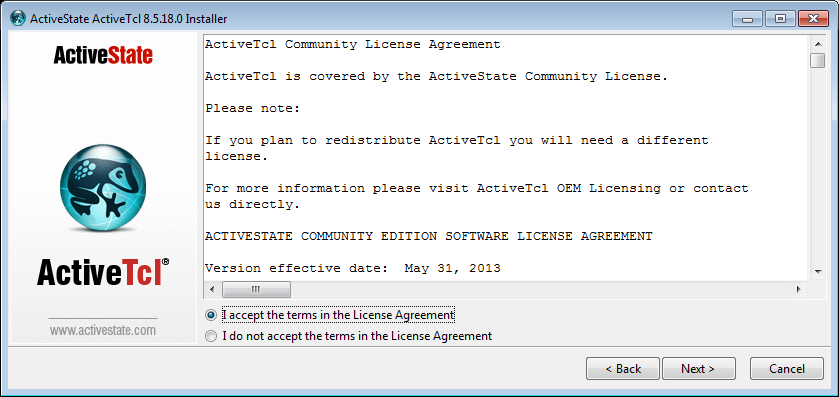 ActiveState ActiveTcl 8.5.18.0 Installer
ActiveState
ActiveTcl®
www.activestate.com
ActiveTcl Community License Agreement
ActiveTcl is covered by the ActiveState Community License.
Please note:
If you plan to redistribute ActiveTcl you will need a different
license.
For more information please visit ActiveTcl OEM Licensing or contact
us directly.
ACTIVESTATE COMMUNITY EDITION SOFTWARE LICENSE AGREEMENT
Version effective date:  May 31, 2013
I accept the terms in the License Agreement
I do not accept the terms in the License Agreement
< Back
Next >
Cancel